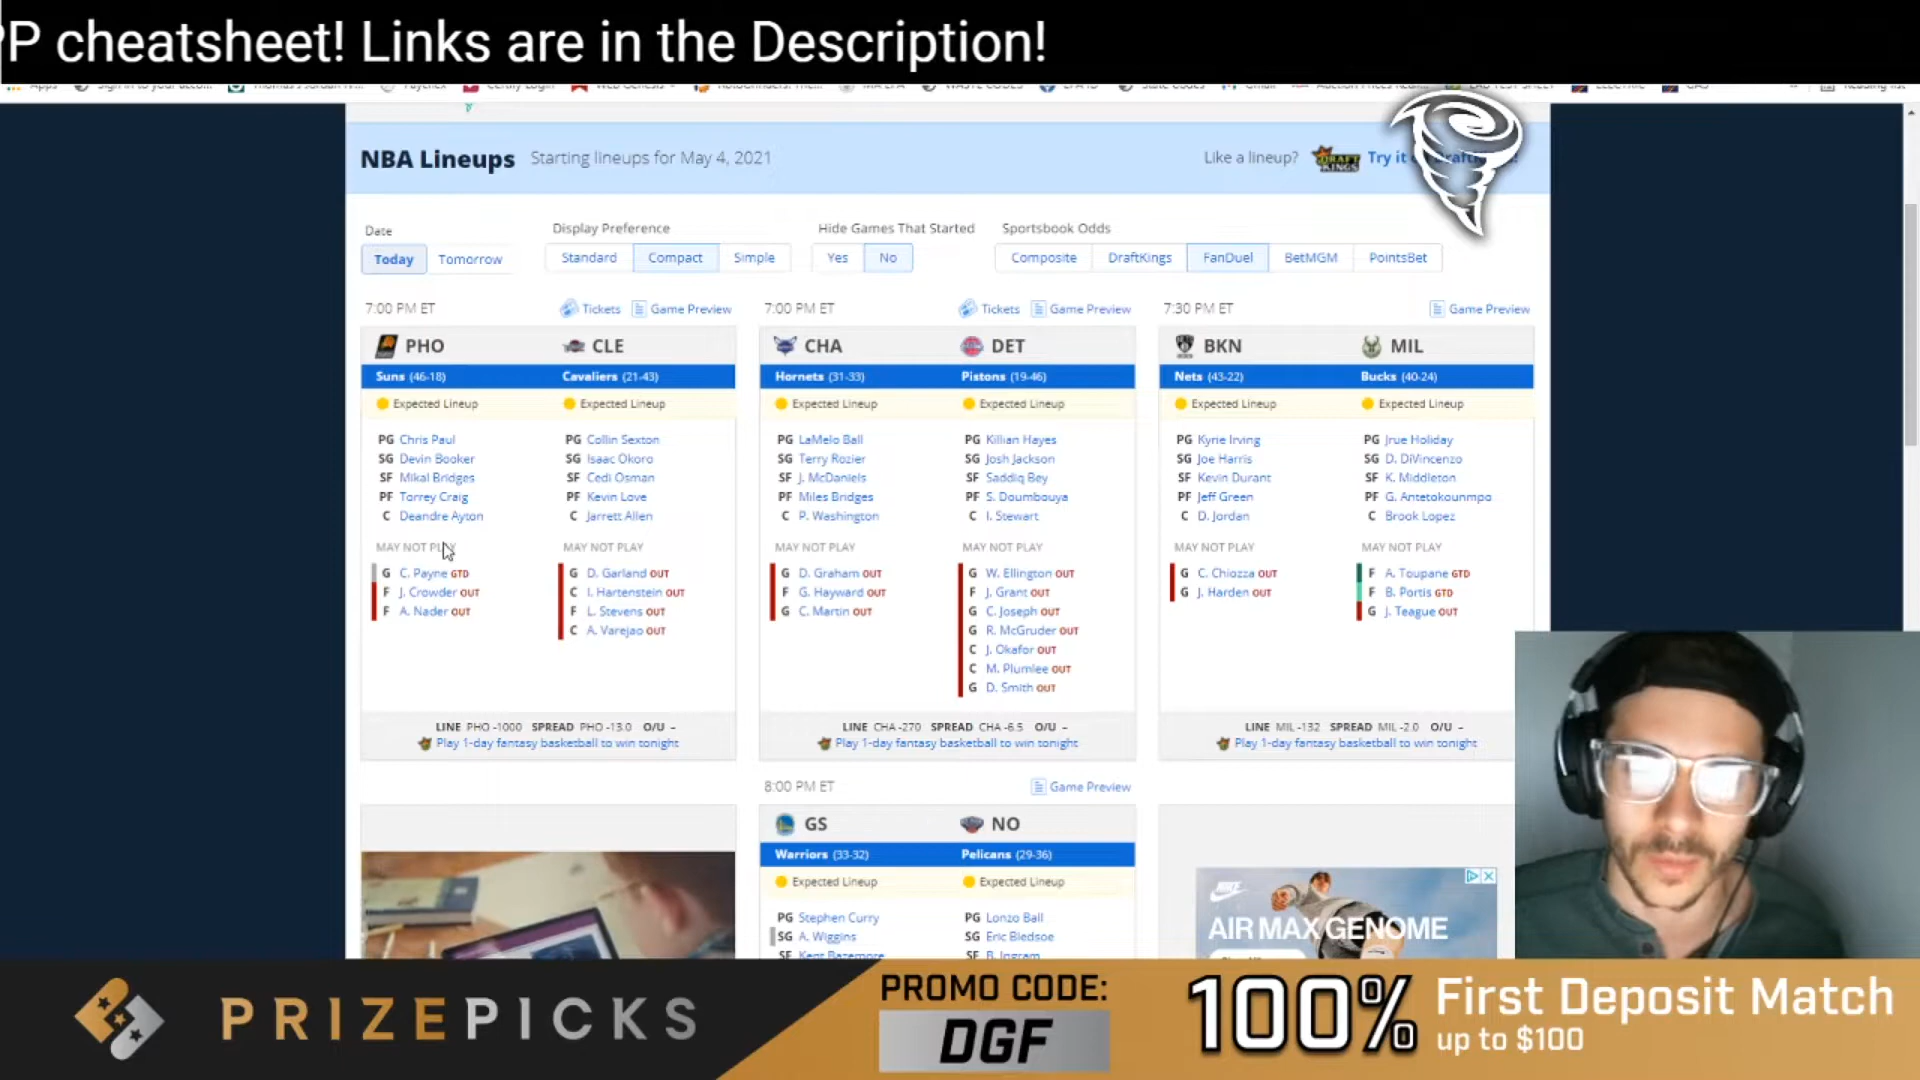 P cheatsheet! Links are in the Description!
NBA Lineups Starting lineups for May 4, 2021
Like a lineup? DRAFT KINGS Try it
Date
Today Tomorrow
Display Preference
Standard Compact Simple
Hide Games That Started
Yes No
Sportsbook Odds
Composite DraftKings FanDuel BetMGM PointsBet
7:00 PM ET Tickets Game Preview
PHO CLE
Suns (46-18) Cavaliers (21-43)
Expected Lineup Expected Lineup
PG Chris Paul PG Collin Sexton
SG Devin Booker SG Isaac Okoro
SF Mikal Bridges SF Cedi Osman
PF Torrey Craig PF Kevin Love
C Deandre Ayton C Jarrett Allen
MAY NOT PLAY MAY NOT PLAY
G C. Payne GTD G D. Garland OUT
F J. Crowder OUT C I. Hartenstein OUT
F A. Nader OUT F L. Stevens OUT
C A. Varejao OUT
LINE PHO -1000 SPREAD PHO -13.0 O/U -
Play 1-day fantasy basketball to win tonight
7:00 PM ET Tickets Game Preview
CHA DET
Hornets (31-33) Pistons (19-46)
Expected Lineup Expected Lineup
PG LaMelo Ball PG Killian Hayes
SG Terry Rozier SG Josh Jackson
SF J. McDaniels SF Saddiq Bey
PF Miles Bridges PF S. Doumbouya
C P. Washington C I. Stewart
MAY NOT PLAY MAY NOT PLAY
G D. Graham OUT G W. Ellington OUT
F G. Hayward OUT F J. Grant OUT
G C. Martin OUT G C. Joseph OUT
G R. McGruder OUT
C J. Okafor OUT
C M. Plumlee OUT
G D. Smith OUT
LINE CHA -270 SPREAD CHA -6.5 O/U -
Play 1-day fantasy basketball to win tonight
7:30 PM ET Game Preview
BKN MIL
Nets (43-22) Bucks (40-24)
Expected Lineup Expected Lineup
PG Kyrie Irving PG Jrue Holiday
SG Joe Harris SG D. DiVincenzo
SF Kevin Durant SF K. Middleton
PF Jeff Green PF G. Antetokounmpo
C D. Jordan C Brook Lopez
MAY NOT PLAY MAY NOT PLAY
G C. Chiozza OUT F A. Toupane GTD
G J. Harden OUT F B. Portis GTD
G J. Teague OUT
LINE MIL -132 SPREAD MIL -2.0 O/U -
Play 1-day fantasy basketball to win tonight
8:00 PM ET Game Preview
GS NO
Warriors (33-32) Pelicans (29-36)
Expected Lineup Expected Lineup
PG Stephen Curry PG Lonzo Ball
SG A. Wiggins SG Eric Bledsoe
SF Kent Bazemore SF B. Ingram
AIR MAX GENOME
PRIZEPICKS
PROMO CODE:
DGF
100% First Deposit Match
up to $100